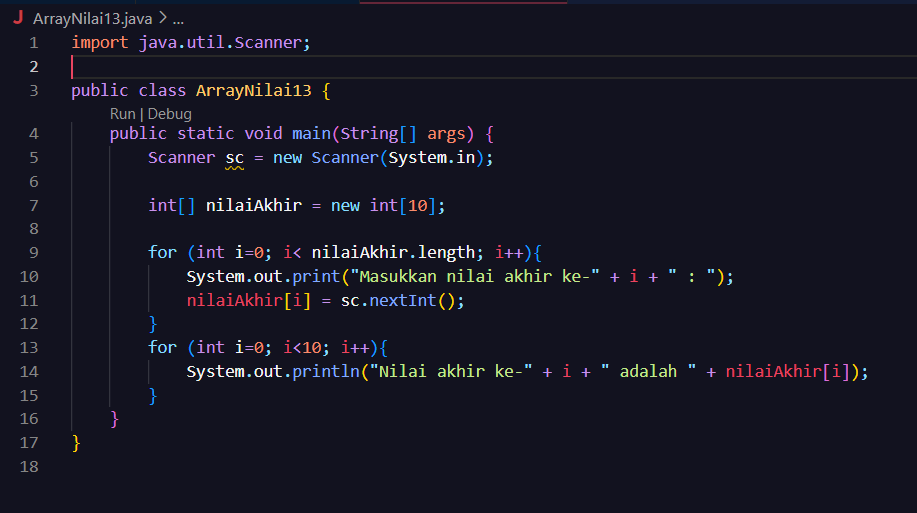 J ArrayNilai13.java > ...
1 import java.util.Scanner;
2
3 public class ArrayNilai13 {
Run | Debug
4 public static void main(String[] args) {
5 Scanner sc = new Scanner(System.in);
6
7 int[] nilaiAkhir = new int[10];
8
9 for (int i=0; i< nilaiAkhir.length; i++){
10 System.out.print("Masukkan nilai akhir ke-" + i + " : ");
11 nilaiAkhir[i] = sc.nextInt();
12 }
13 for (int i=0; i<10; i++){
14 System.out.println("Nilai akhir ke-" + i + " adalah " + nilaiAkhir[i]);
15 }
16 }
17 }
18